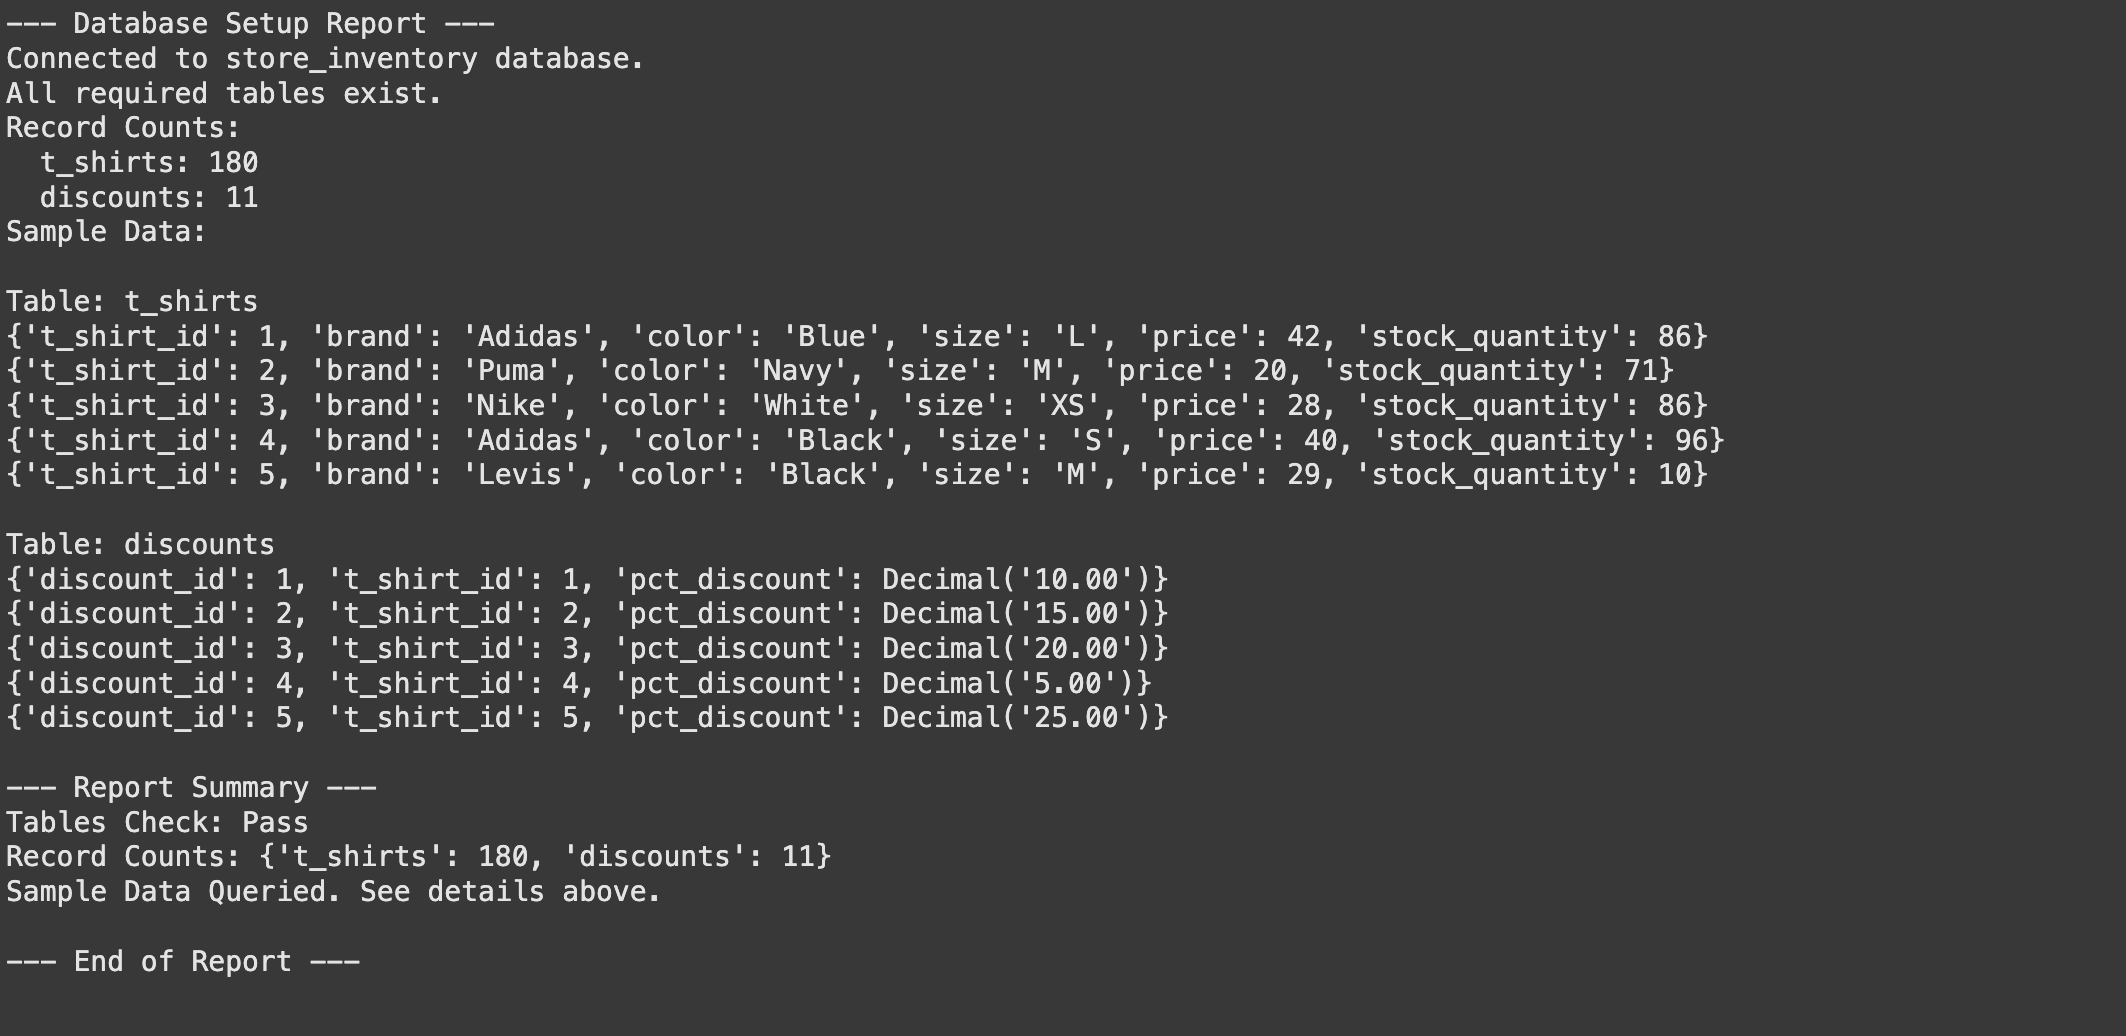 --- Database Setup Report ---
Connected to store_inventory database.
All required tables exist.
Record Counts:
  t_shirts: 180
  discounts: 11
Sample Data:

Table: t_shirts
{'t_shirt_id': 1, 'brand': 'Adidas', 'color': 'Blue', 'size': 'L', 'price': 42, 'stock_quantity': 86}
{'t_shirt_id': 2, 'brand': 'Puma', 'color': 'Navy', 'size': 'M', 'price': 20, 'stock_quantity': 71}
{'t_shirt_id': 3, 'brand': 'Nike', 'color': 'White', 'size': 'XS', 'price': 28, 'stock_quantity': 86}
{'t_shirt_id': 4, 'brand': 'Adidas', 'color': 'Black', 'size': 'S', 'price': 40, 'stock_quantity': 96}
{'t_shirt_id': 5, 'brand': 'Levis', 'color': 'Black', 'size': 'M', 'price': 29, 'stock_quantity': 10}

Table: discounts
{'discount_id': 1, 't_shirt_id': 1, 'pct_discount': Decimal('10.00')}
{'discount_id': 2, 't_shirt_id': 2, 'pct_discount': Decimal('15.00')}
{'discount_id': 3, 't_shirt_id': 3, 'pct_discount': Decimal('20.00')}
{'discount_id': 4, 't_shirt_id': 4, 'pct_discount': Decimal('5.00')}
{'discount_id': 5, 't_shirt_id': 5, 'pct_discount': Decimal('25.00')}

--- Report Summary ---
Tables Check: Pass
Record Counts: {'t_shirts': 180, 'discounts': 11}
Sample Data Queried. See details above.

--- End of Report ---